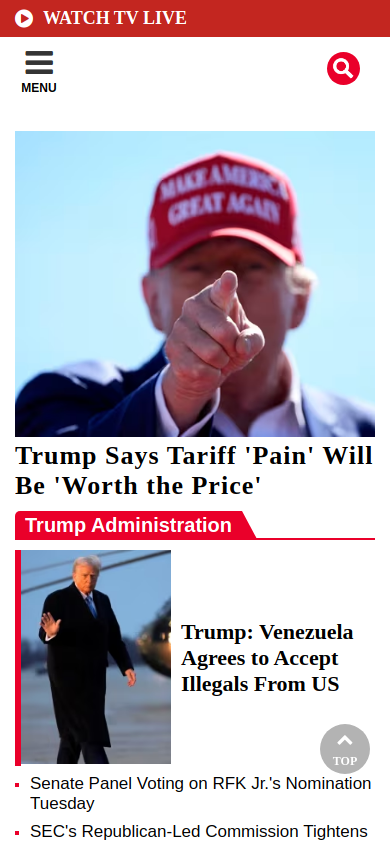 WATCH TV LIVE
MENU
MAKE AMERICA
GREAT AGAIN
Trump Says Tariff 'Pain' Will
Be 'Worth the Price'
Trump Administration
Trump: Venezuela
Agrees to Accept
Illegals From US
TOP
Senate Panel Voting on RFK Jr.'s Nomination
Tuesday
SEC's Republican-Led Commission Tightens